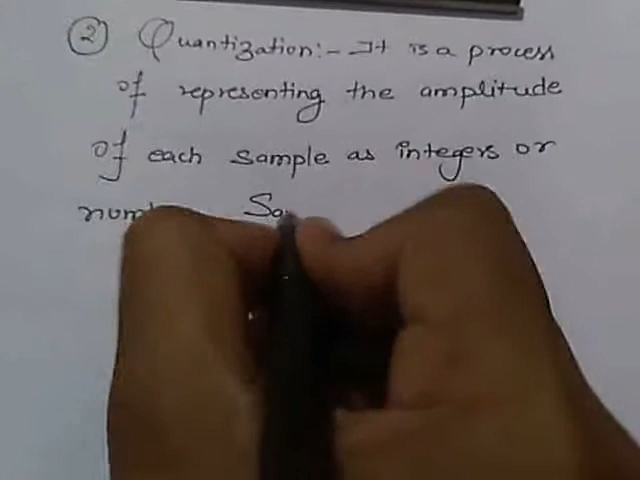 ② Quantization:- It is a process
of representing the amplitude
of each sample as integers or